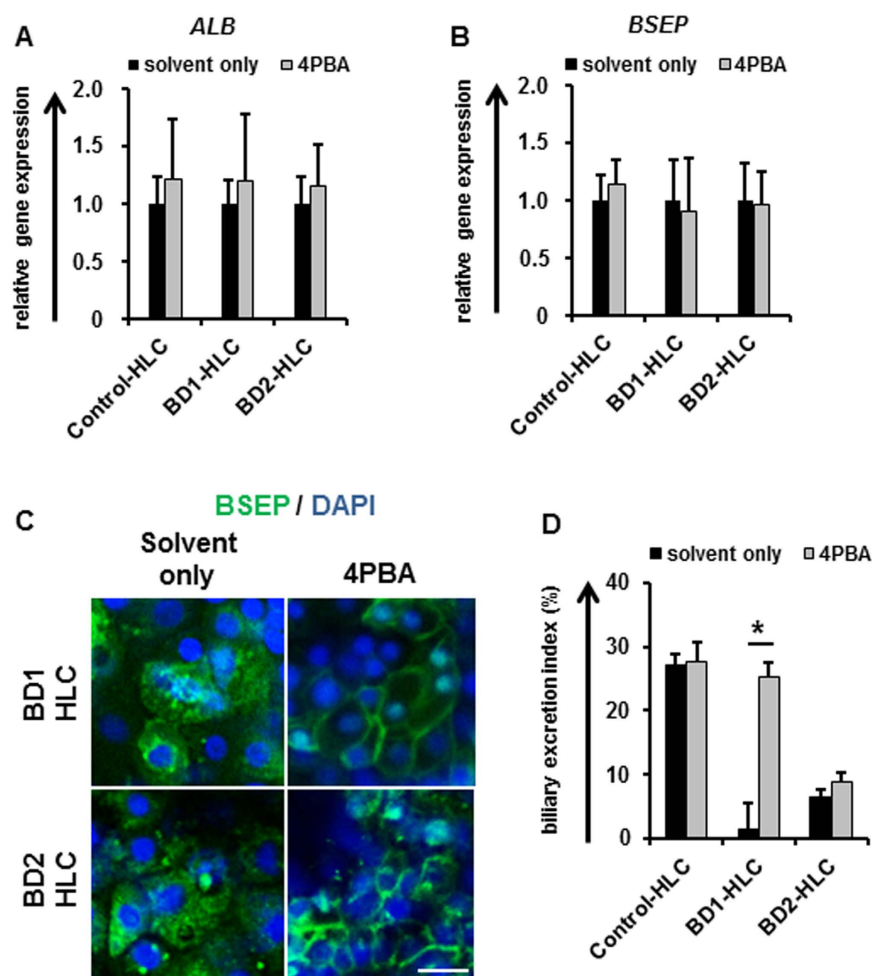 A
ALB
■ solvent only ■ 4PBA
relative gene expression
2.0
1.5
1.0
0.5
0
Control-HLC
BD1-HLC
BD2-HLC
B
BSEP
■ solvent only ■ 4PBA
relative gene expression
2.0
1.5
1.0
0.5
0
Control-HLC
BD1-HLC
BD2-HLC
C
BSEP / DAPI
Solvent
only
4PBA
BD1
HLC
BD2
HLC
D
■ solvent only ■ 4PBA
biliary excretion index (%)
40
30
20
10
0
*
Control-HLC
BD1-HLC
BD2-HLC